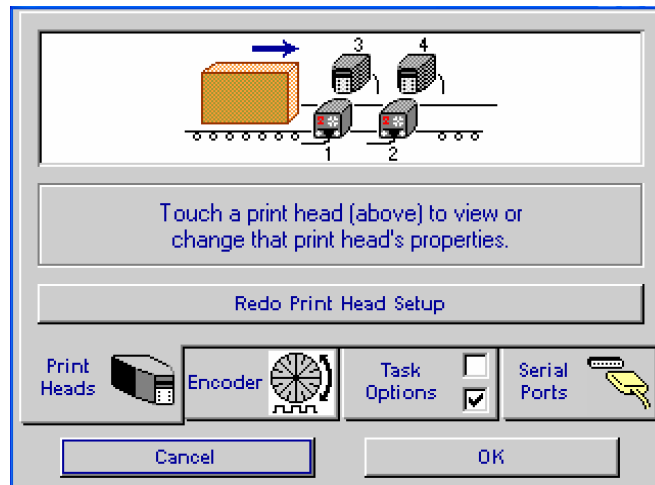 3 4
1 2
Touch a print head (above) to view or
change that print head's properties.
Redo Print Head Setup
Print
Heads
Encoder
Task
Options
Serial
Ports
Cancel
OK